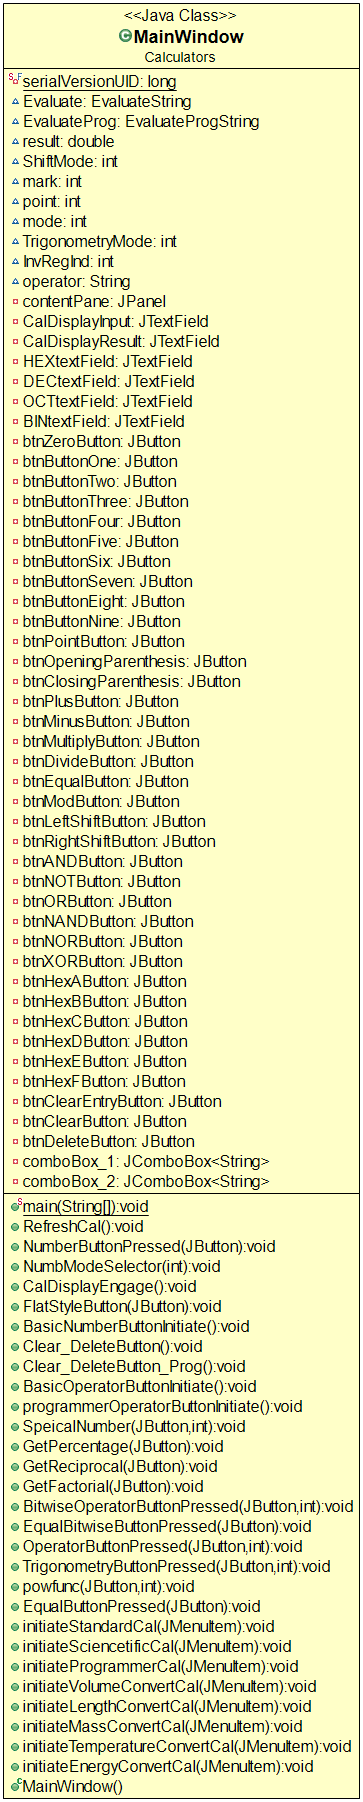 <<Java Class>>
MainWindow
Calculators
serialVersionUID: long
Evaluate: EvaluateString
EvaluateProg: EvaluateProgString
result: double
ShiftMode: int
mark: int
point: int
mode: int
TrigonometryMode: int
InvRegInd: int
operator: String
contentPane: JPanel
CalDisplayInput: JTextField
CalDisplayResult: JTextField
HEXtextField: JTextField
DECtextField: JTextField
OCTtextField: JTextField
BINtextField: JTextField
btnZeroButton: JButton
btnButtonOne: JButton
btnButtonTwo: JButton
btnButtonThree: JButton
btnButtonFour: JButton
btnButtonFive: JButton
btnButtonSix: JButton
btnButtonSeven: JButton
btnButtonEight: JButton
btnButtonNine: JButton
btnPointButton: JButton
btnOpeningParenthesis: JButton
btnClosingParenthesis: JButton
btnPlusButton: JButton
btnMinusButton: JButton
btnMultiplyButton: JButton
btnDivideButton: JButton
btnEqualButton: JButton
btnModButton: JButton
btnLeftShiftButton: JButton
btnRightShiftButton: JButton
btnANDButton: JButton
btnNOTButton: JButton
btnORButton: JButton
btnNANDButton: JButton
btnNORButton: JButton
btnXORButton: JButton
btnHexAButton: JButton
btnHexBButton: JButton
btnHexCButton: JButton
btnHexDButton: JButton
btnHexEButton: JButton
btnHexFButton: JButton
btnClearEntryButton: JButton
btnClearButton: JButton
btnDeleteButton: JButton
comboBox_1: JComboBox<String>
comboBox_2: JComboBox<String>
main(String[]):void
RefreshCal():void
NumberButtonPressed(JButton):void
NumbModeSelector(int):void
CalDisplayEngage():void
FlatStyleButton(JButton):void
BasicNumberButtonInitiate():void
Clear_DeleteButton():void
Clear_DeleteButton_Prog():void
BasicOperatorButtonInitiate():void
programmerOperatorButtonInitiate():void
SpeicalNumber(JButton,int):void
GetPercentage(JButton):void
GetReciprocal(JButton):void
GetFactorial(JButton):void
BitwiseOperatorButtonPressed(JButton,int):void
EqualBitwiseButtonPressed(JButton):void
OperatorButtonPressed(JButton,int):void
TrigonometryButtonPressed(JButton,int):void
powfunc(JButton,int):void
EqualButtonPressed(JButton):void
initiateStandardCal(JMenuItem):void
initiateSciencetificCal(JMenuItem):void
initiateProgrammerCal(JMenuItem):void
initiateVolumeConvertCal(JMenuItem):void
initiateLengthConvertCal(JMenuItem):void
initiateMassConvertCal(JMenuItem):void
initiateTemperatureConvertCal(JMenuItem):void
initiateEnergyConvertCal(JMenuItem):void
MainWindow()